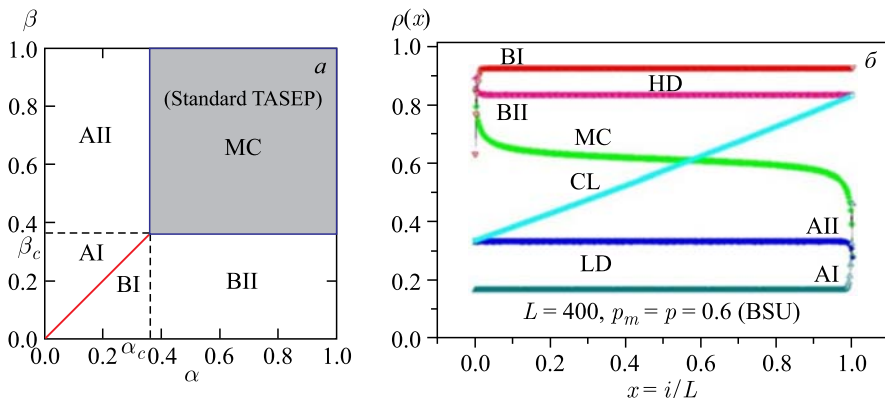 β
1.0
a
(Standard TASEP)
0.8
AII
MC
0.6
0.4
β_c
AI
0.2
BI
BII
0.0
0.0 0.2 α_c 0.4 0.6 0.8 1.0
α
ρ(x)
1.0
BI
б
HD
0.8
BII
MC
0.6
CL
0.4
AII
LD
0.2
AI
L = 400, p_m = p = 0.6 (BSU)
0.0
0.0 0.2 0.4 0.6 0.8 1.0
x = i/L